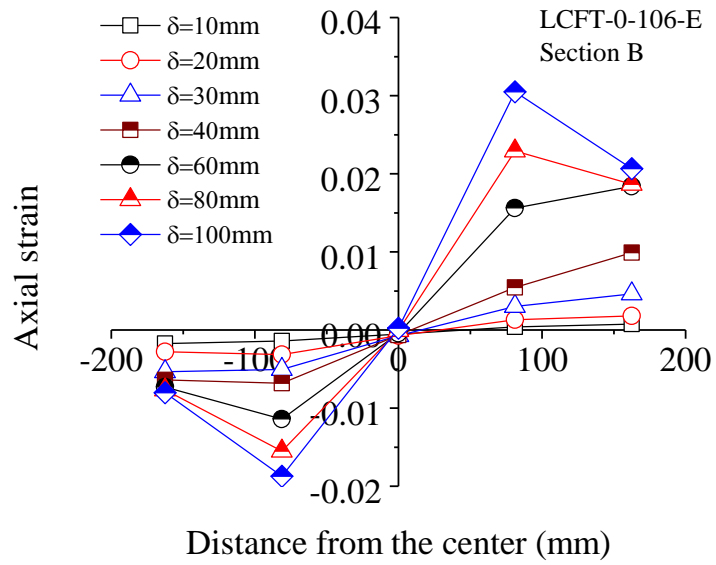 LCFT-0-106-E
Section B
δ=10mm
δ=20mm
δ=30mm
δ=40mm
δ=60mm
δ=80mm
δ=100mm
0.04
0.03
0.02
0.01
0.00
-0.01
-0.02
-200
-100
0
100
200
Axial strain
Distance from the center (mm)